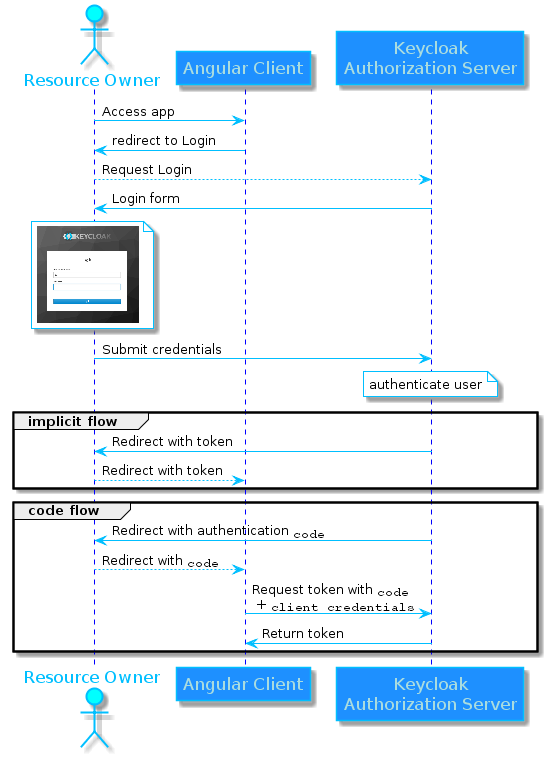 Resource Owner
Angular Client
Keycloak
Authorization Server
Access app
redirect to Login
Request Login
Login form
KEYCLOAK
Submit credentials
authenticate user
implicit flow
Redirect with token
Redirect with token
code flow
Redirect with authentication code
Redirect with code
Request token with code
+ client credentials
Return token
Resource Owner
Angular Client
Keycloak
Authorization Server